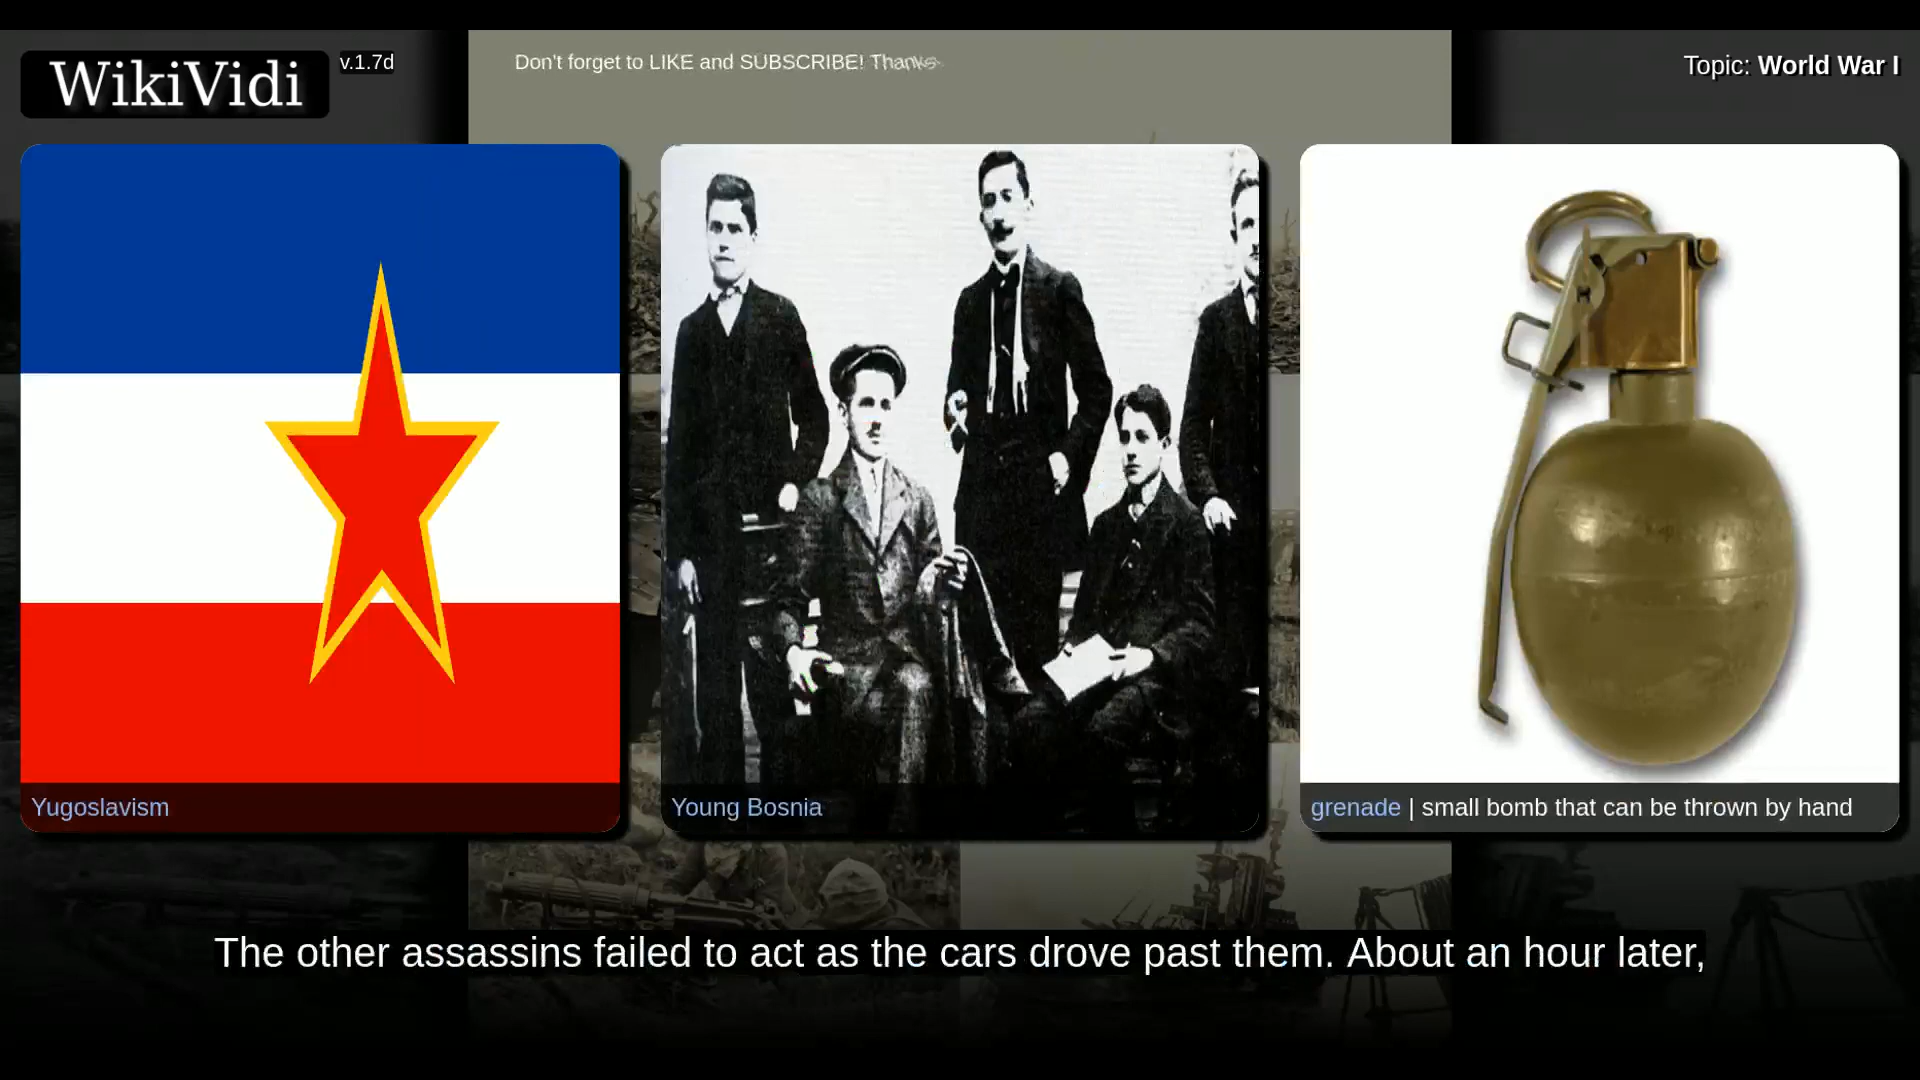 WikiVidi
v.1.7d
Don't forget to LIKE and SUBSCRIBE! Thanks
Topic: World War I
Yugoslavism
Young Bosnia
grenade | small bomb that can be thrown by hand
The other assassins failed to act as the cars drove past them. About an hour later,